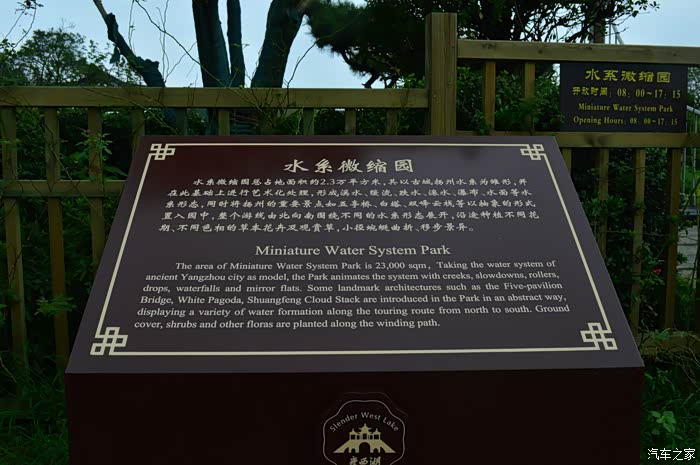 水系微缩园
开放时间：08:00-17:15
Miniature Water System Park
Opening Hours: 08:00-17:15
水系微缩园
水系微缩园总占地面积约2.3万平方米，其以古城扬州水系为雏形，并
在此基础上进行艺术化处理，形成溪水、缓流、跌水、滚水、瀑布、水面等水
系形态，同时将扬州的重要景点如五亭桥、白塔、双峰云栈等以抽象的形式
置入园中，整个游线由北向南围绕不同的水系形态展开，沿途种植不同花
期、不同色相的草本花卉及观赏草，小径蜿蜒曲折，移步景异。
Miniature Water System Park
The area of Miniature Water System Park is 23,000 sqm, Taking the water system of
ancient Yangzhou city as model, the Park animates the system with creeks, slowdowns, rollers,
drops, waterfalls and mirror flats. Some landmark architectures such as the Five-pavilion
Bridge, White Pagoda, Shuangfeng Cloud Stack are introduced in the Park in an abstract way,
displaying a variety of water formation along the touring route from north to south. Ground
cover, shrubs and other floras are planted along the winding path.
Slender West Lake
瘦西湖
汽车之家